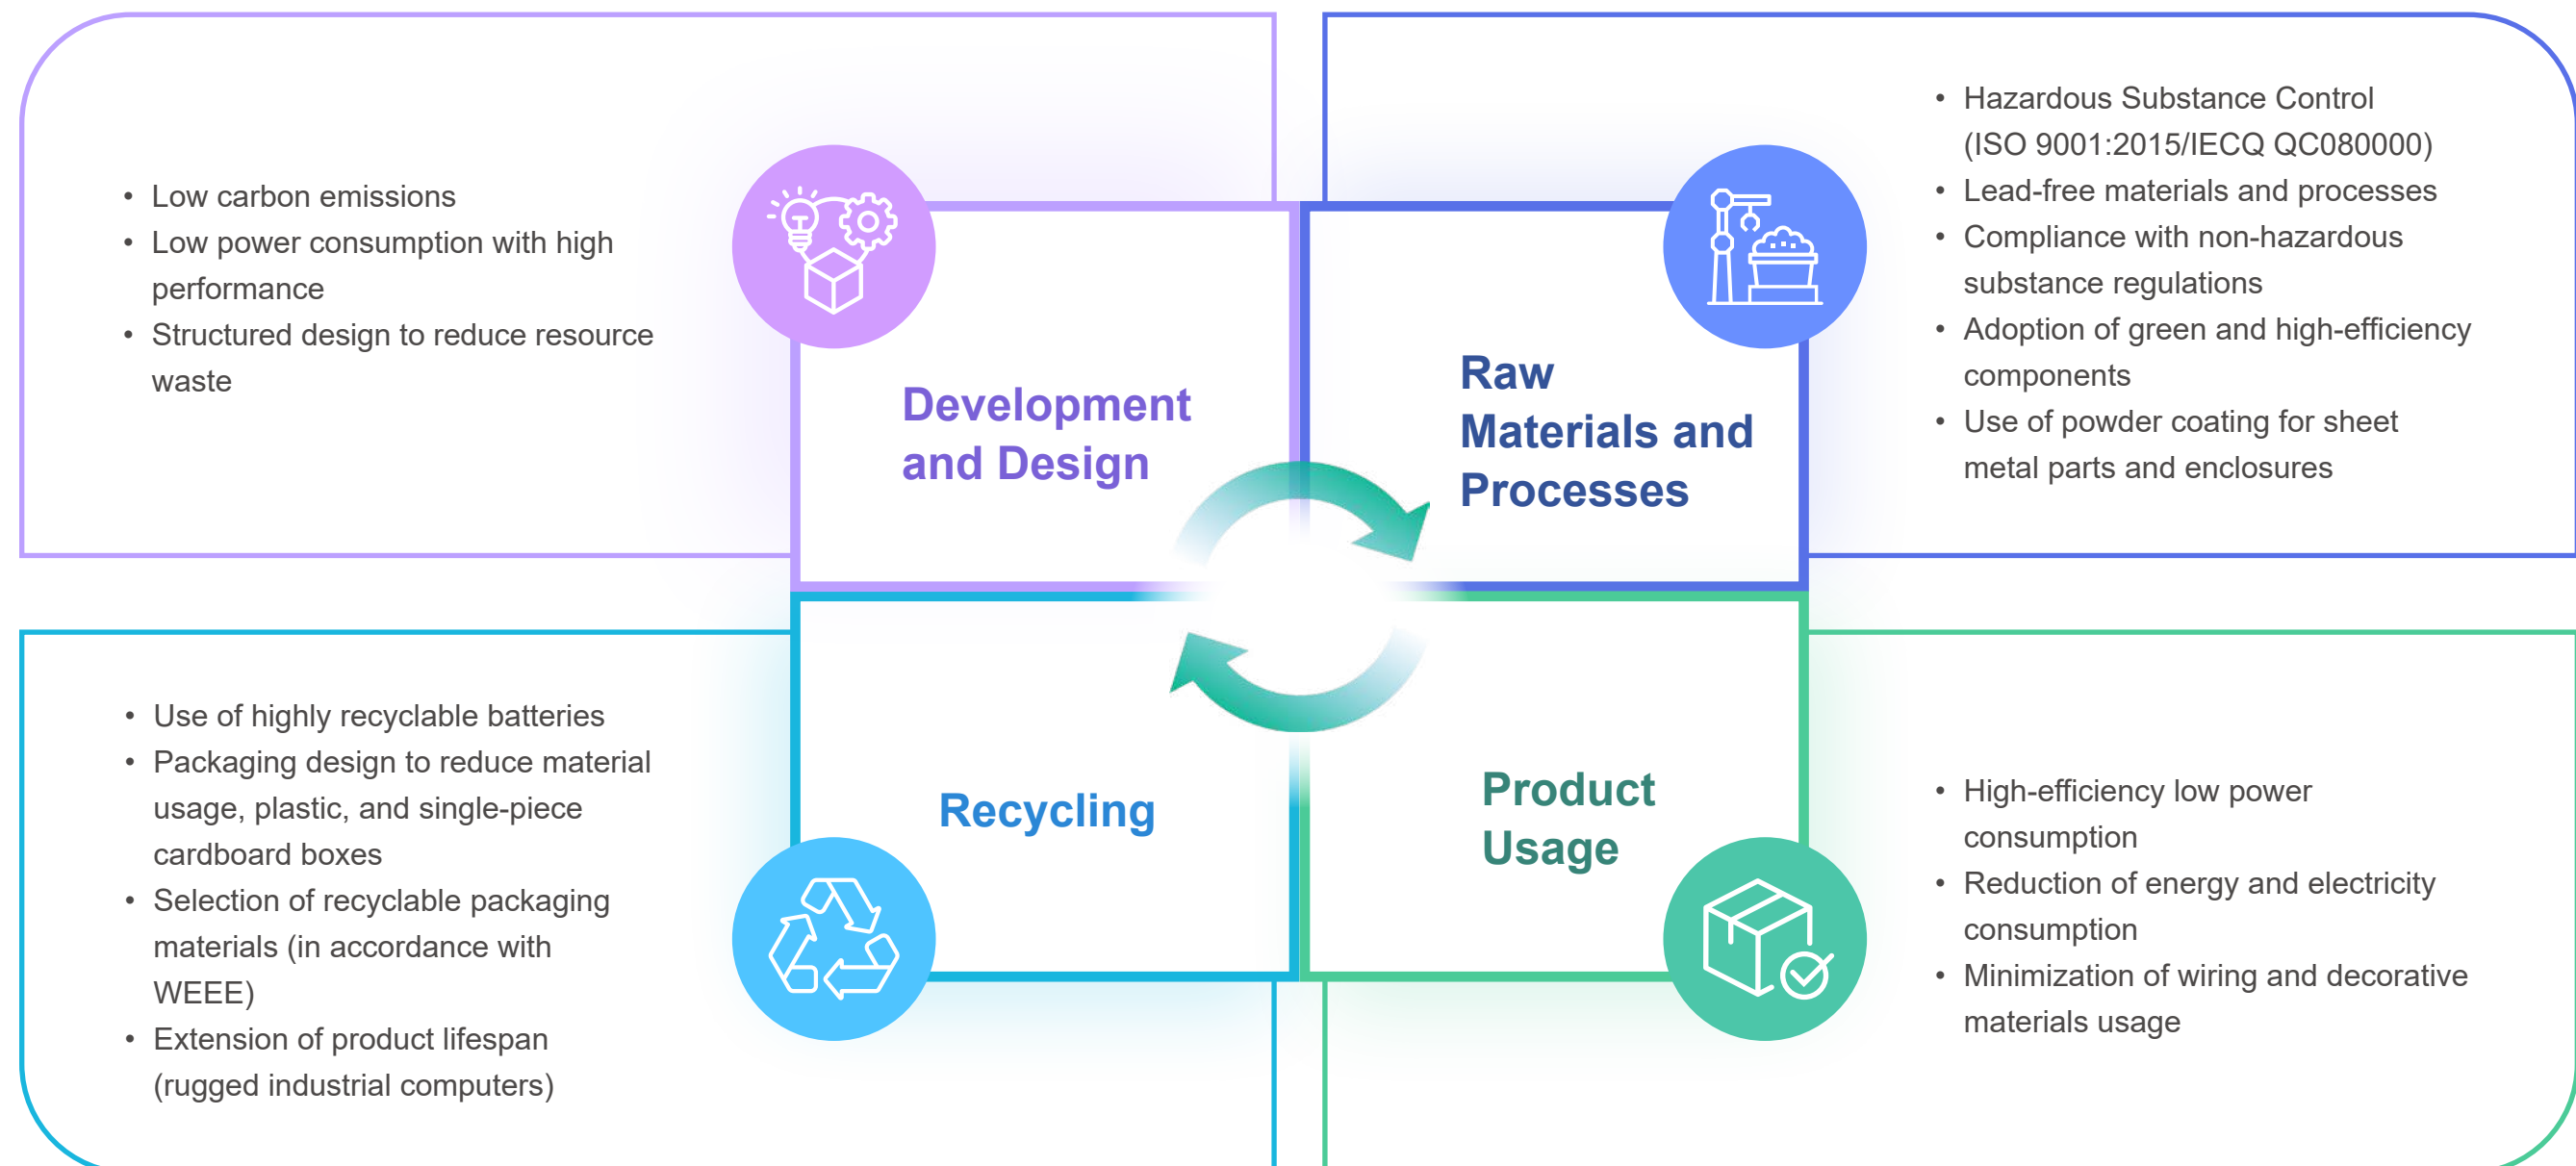 • Low carbon emissions
• Low power consumption with high
performance
• Structured design to reduce resource
waste
Development
and Design
Raw
Materials and
Processes
• Hazardous Substance Control
(ISO 9001:2015/IECQ QC080000)
• Lead-free materials and processes
• Compliance with non-hazardous
substance regulations
• Adoption of green and high-efficiency
components
• Use of powder coating for sheet
metal parts and enclosures
• Use of highly recyclable batteries
• Packaging design to reduce material
usage, plastic, and single-piece
cardboard boxes
• Selection of recyclable packaging
materials (in accordance with
WEEE)
• Extension of product lifespan
(rugged industrial computers)
Recycling
Product
Usage
• High-efficiency low power
consumption
• Reduction of energy and electricity
consumption
• Minimization of wiring and decorative
materials usage